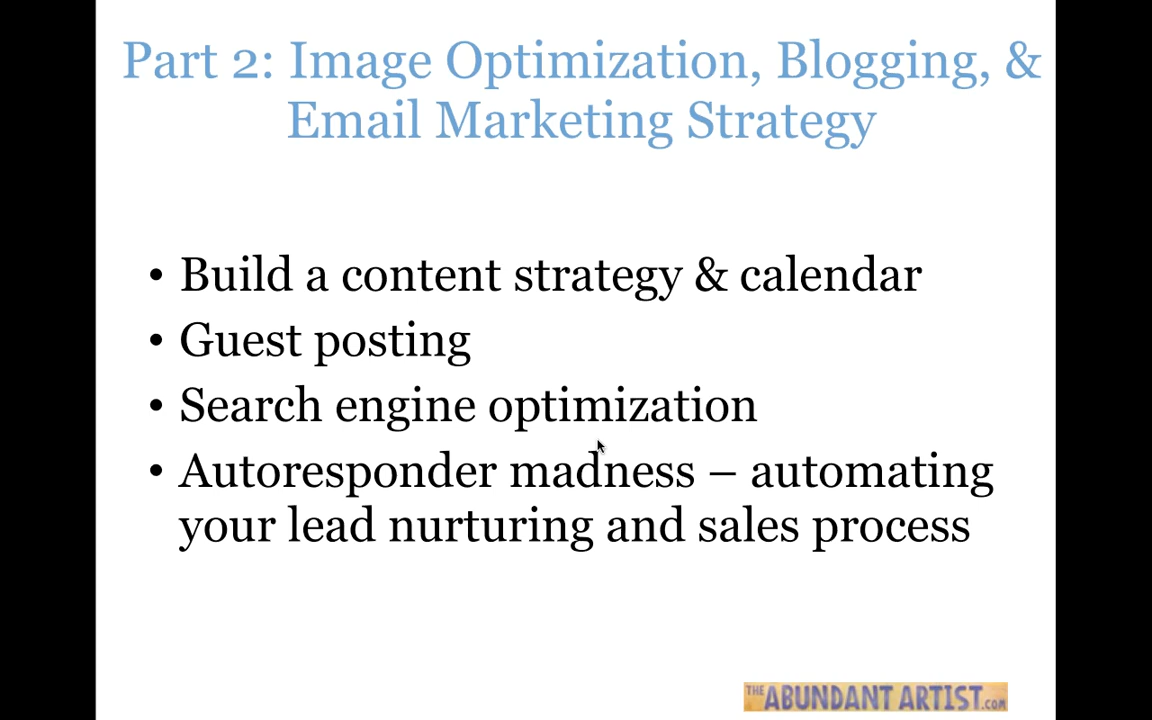 Part 2: Image Optimization, Blogging, &
Email Marketing Strategy
• Build a content strategy & calendar
• Guest posting
• Search engine optimization
• Autoresponder madness – automating
your lead nurturing and sales process
THE ABUNDANT ARTIST.com